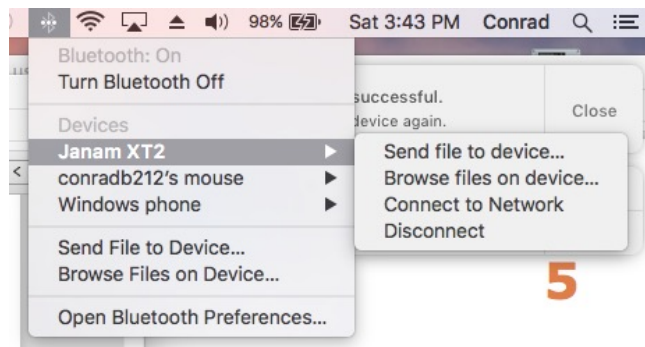 98% Sat 3:43 PM Conrad
Bluetooth: On
Turn Bluetooth Off
Devices
Janam XT2
conradb212's mouse
Windows phone
Send File to Device...
Browse Files on Device...
Open Bluetooth Preferences...
successful.
device again.
Close
Send file to device...
Browse files on device...
Connect to Network
Disconnect
5